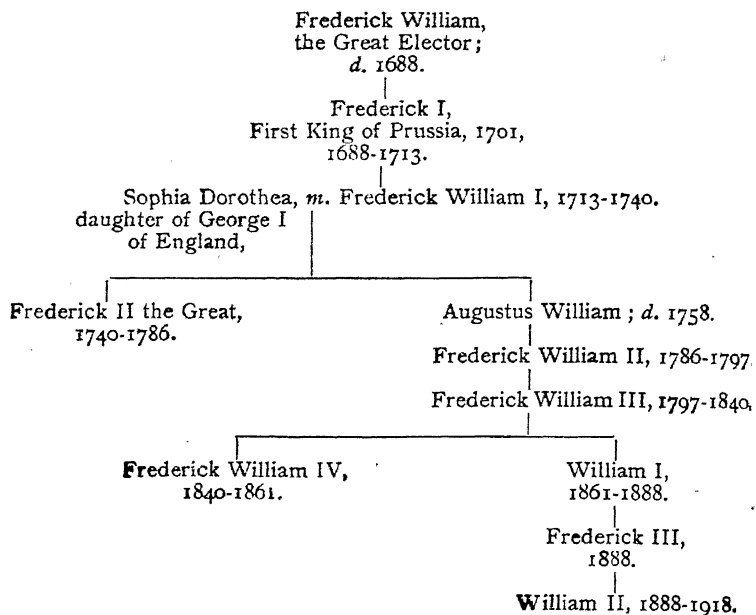 Frederick William,
the Great Elector;
d. 1688.
Frederick I,
First King of Prussia, 1701,
1688-1713.
Sophia Dorothea, m. Frederick William I, 1713-1740.
daughter of George I
of England,
Frederick II the Great,
1740-1786.
Augustus William; d. 1758.
Frederick William II, 1786-1797.
Frederick William III, 1797-1840.
Frederick William IV,
1840-1861.
William I,
1861-1888.
Frederick III,
1888.
William II, 1888-1918.